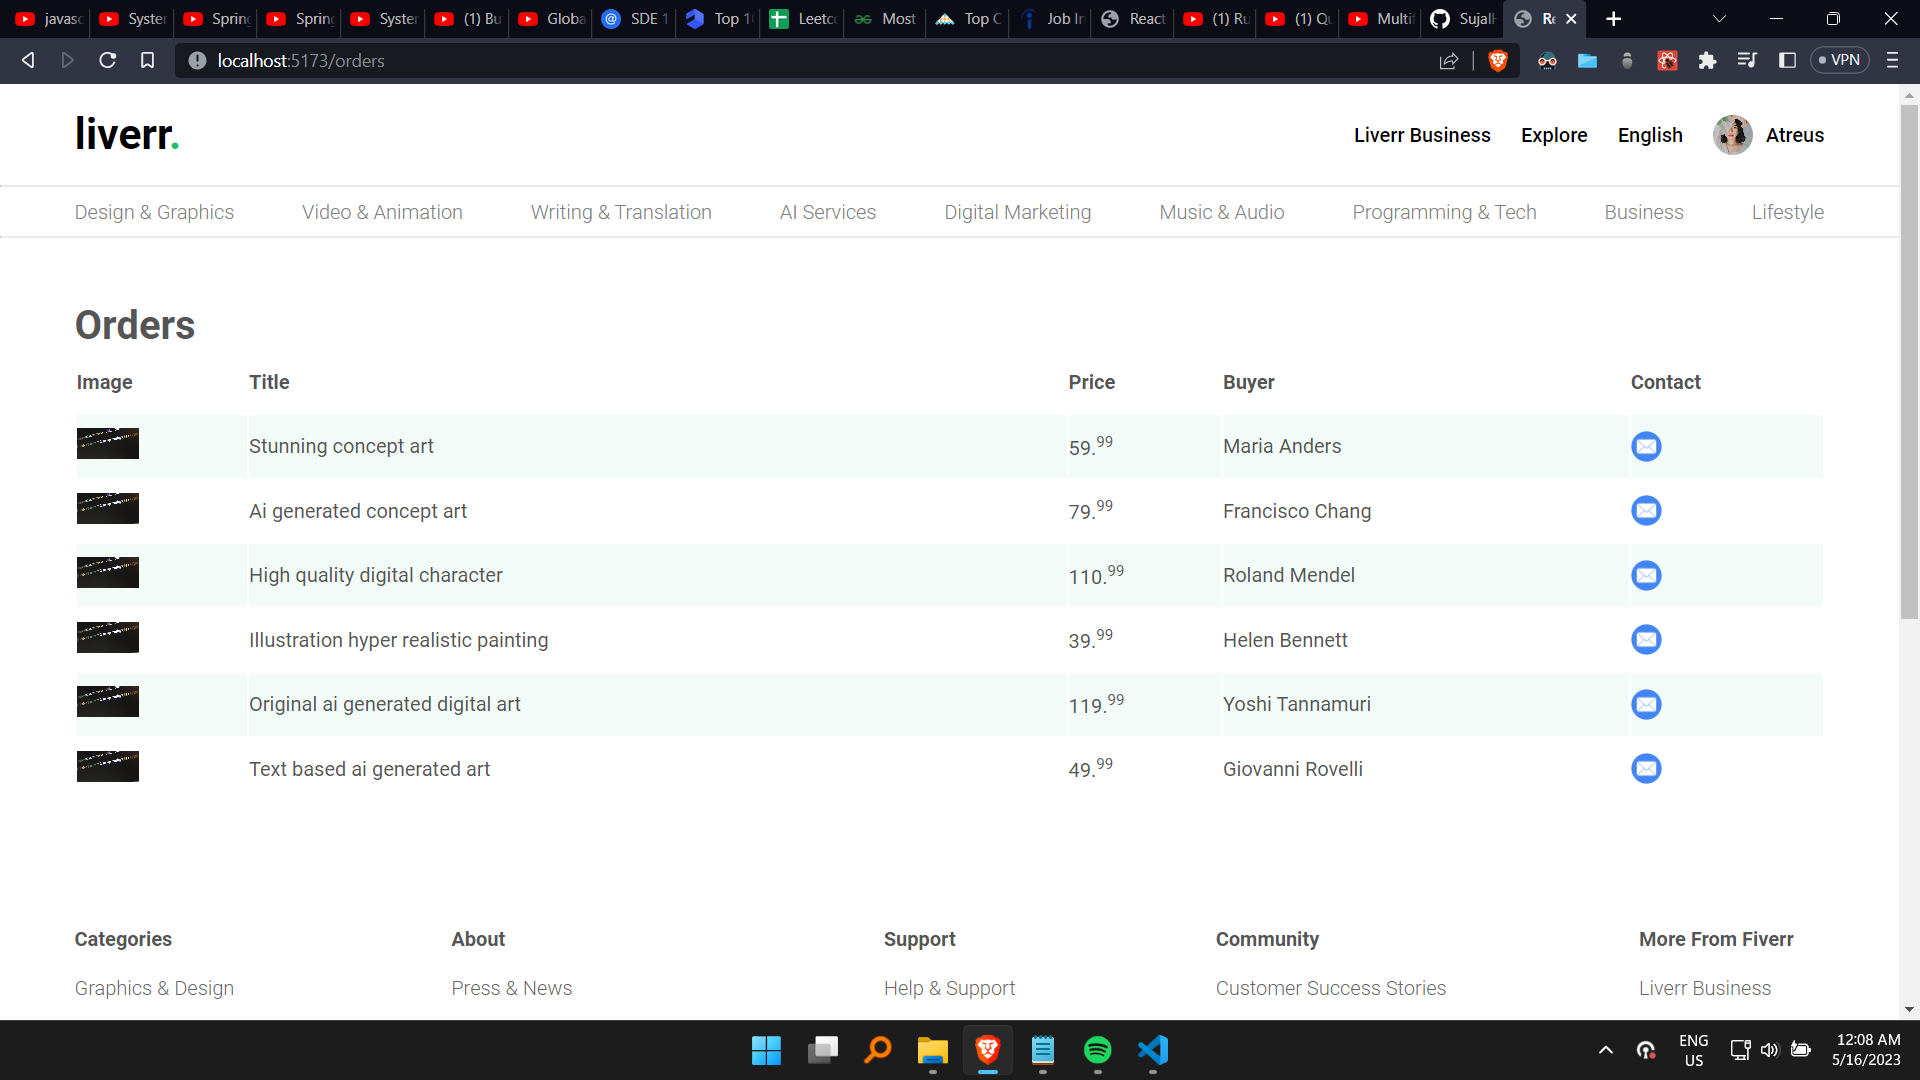 javasc Syster Spring Spring Syster (1) Bu Globa SDE 1 Top 10 Leetco Most Top C Job In React (1) Ru (1) Qu Multif SujalH Re
localhost:5173/orders VPN
liverr.
Liverr Business Explore English Atreus
Design & Graphics Video & Animation Writing & Translation AI Services Digital Marketing Music & Audio Programming & Tech Business Lifestyle
Orders
Image Title Price Buyer Contact
Stunning concept art 59.99 Maria Anders
Ai generated concept art 79.99 Francisco Chang
High quality digital character 110.99 Roland Mendel
Illustration hyper realistic painting 39.99 Helen Bennett
Original ai generated digital art 119.99 Yoshi Tannamuri
Text based ai generated art 49.99 Giovanni Rovelli
Categories About Support Community More From Fiverr
Graphics & Design Press & News Help & Support Customer Success Stories Liverr Business
ENG 12:08 AM
US 5/16/2023